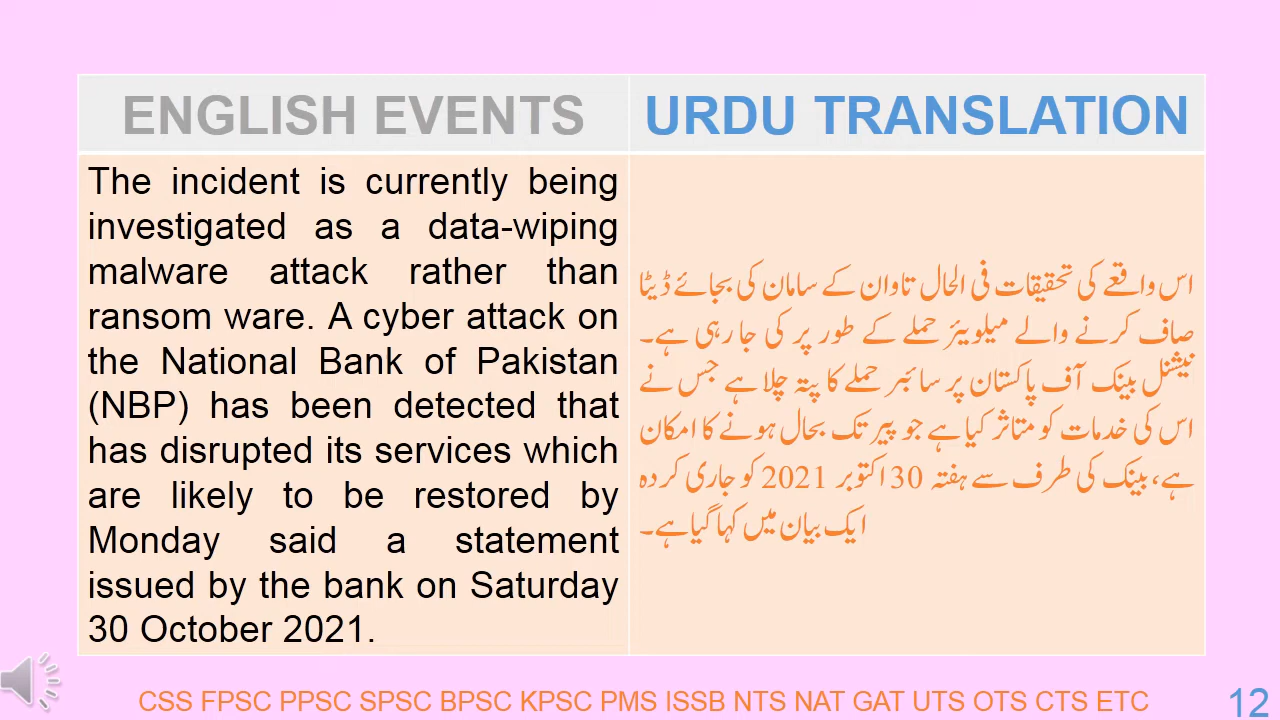 ENGLISH EVENTS
URDU TRANSLATION
The incident is currently being
investigated as a data-wiping
malware attack rather than
ransom ware. A cyber attack on
the National Bank of Pakistan
(NBP) has been detected that
has disrupted its services which
are likely to be restored by
Monday said a statement
issued by the bank on Saturday
30 October 2021.
اس واقعے کی تحقیقات فی الحال تاوان کے سامان کی بجائے ڈیٹا
صاف کرنے والے میلویئر حملے کے طور پر کی جا رہی ہے۔
نیشنل بینک آف پاکستان پر سائبر حملے کا پتہ چلا ہے جس نے
اس کی خدمات کو متاثر کیا ہے جو پیر تک بحال ہونے کا امکان
ہے، بینک کی طرف سے ہفتہ 30 اکتوبر 2021 کو جاری کردہ
ایک بیان میں کہا گیا ہے۔
CSS FPSC PPSC SPSC BPSC KPSC PMS ISSB NTS NAT GAT UTS OTS CTS ETC
12